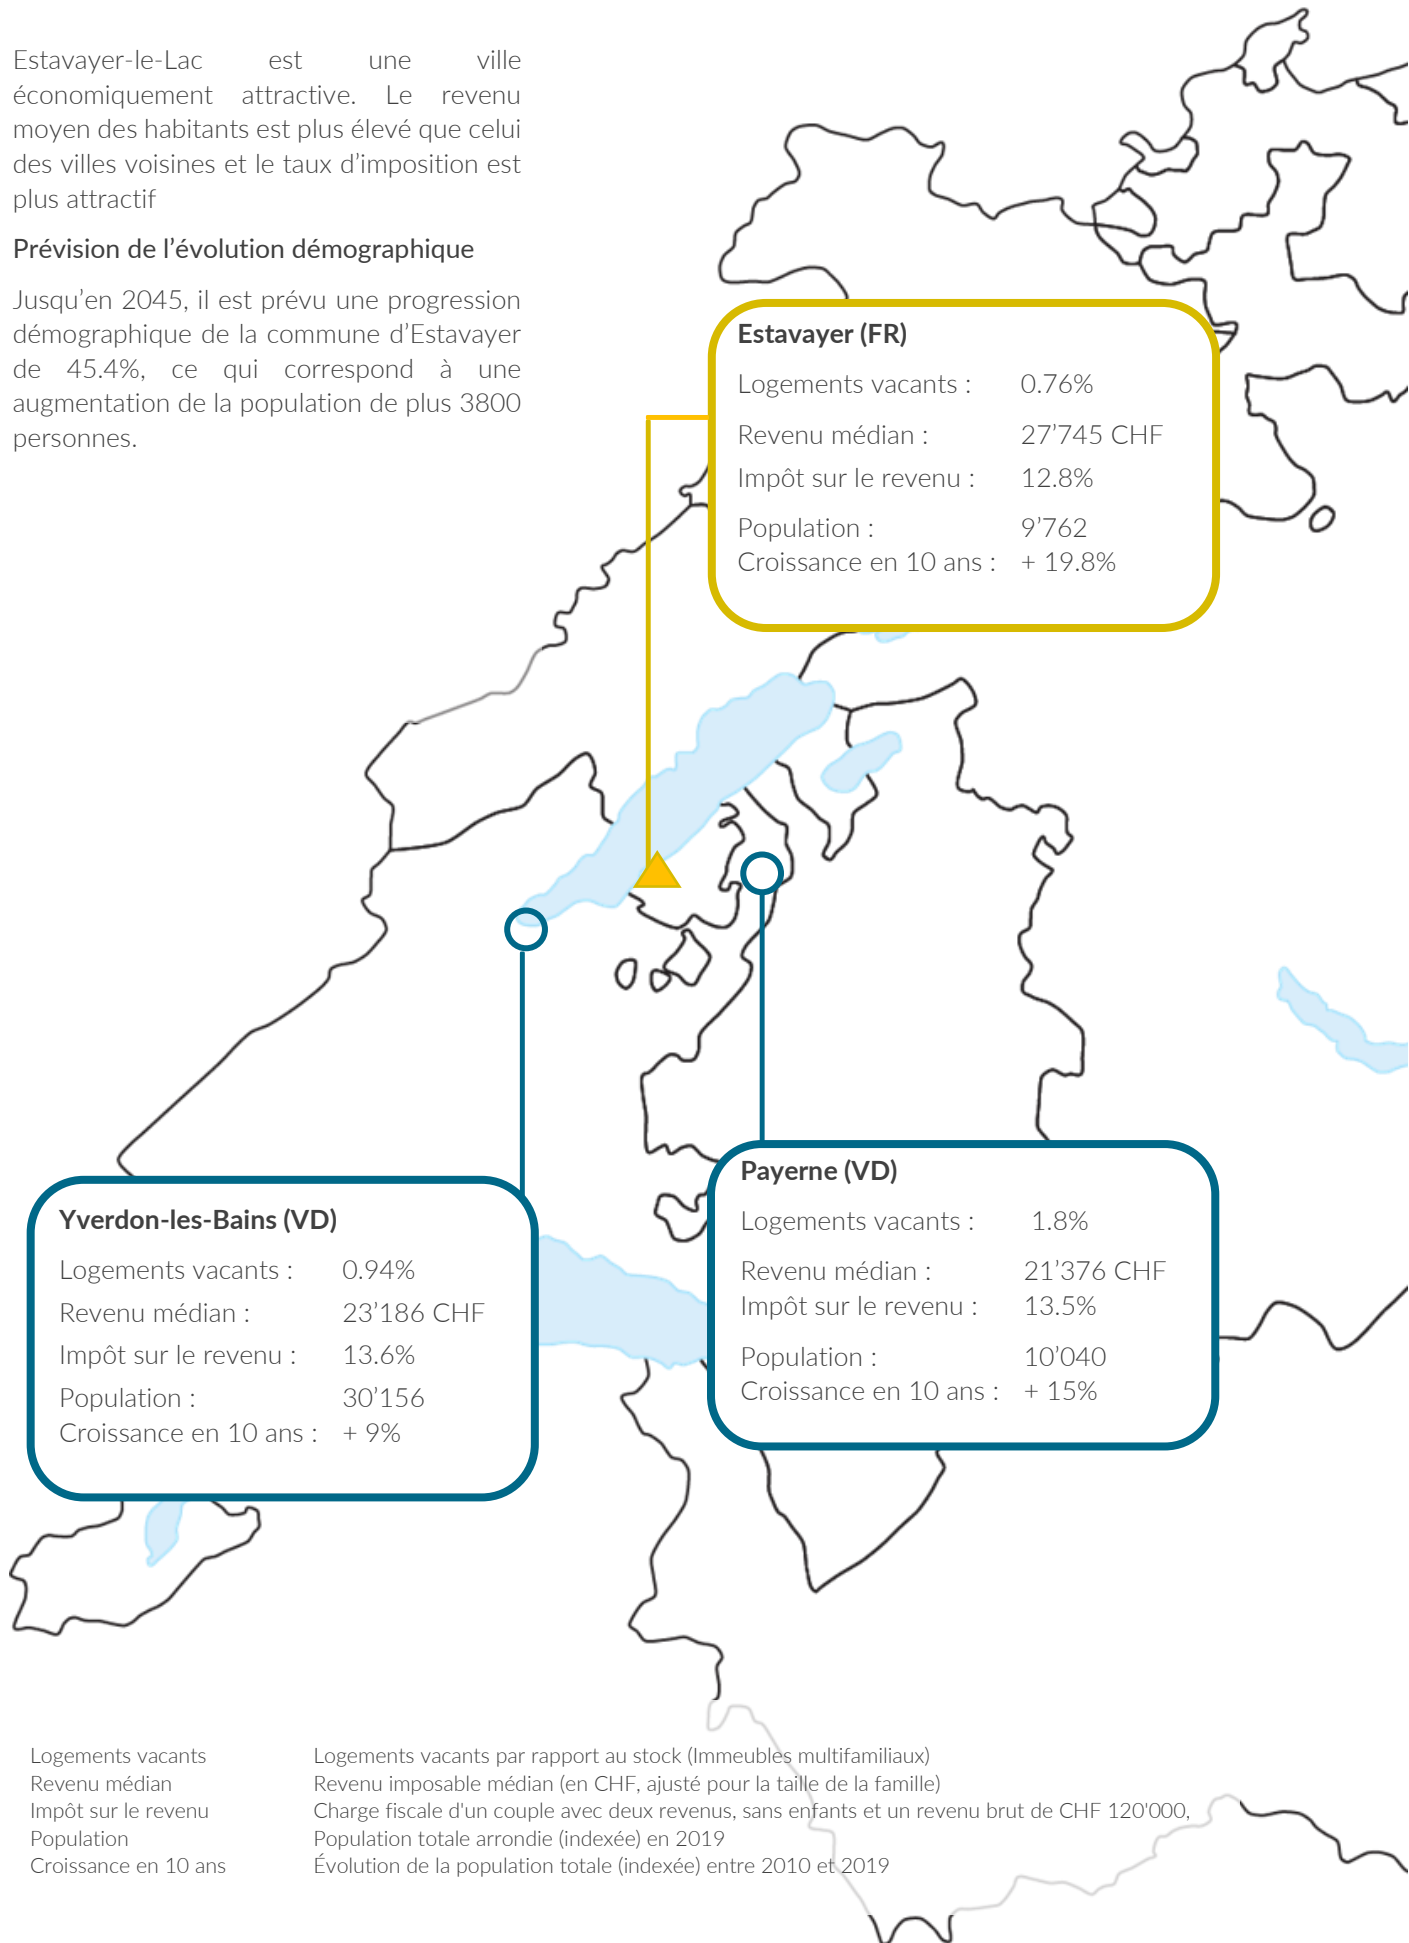 Estavayer-le-Lac est une ville
économiquement attractive. Le revenu
moyen des habitants est plus élevé que celui
des villes voisines et le taux d’imposition est
plus attractif
Prévision de l’évolution démographique
Jusqu’en 2045, il est prévu une progression
démographique de la commune d’Estavayer
de 45.4%, ce qui correspond à une
augmentation de la population de plus 3800
personnes.
Estavayer (FR)
Logements vacants : 0.76%
Revenu médian : 27’745 CHF
Impôt sur le revenu : 12.8%
Population : 9’762
Croissance en 10 ans : + 19.8%
Payerne (VD)
Logements vacants : 1.8%
Revenu médian : 21’376 CHF
Impôt sur le revenu : 13.5%
Population : 10’040
Croissance en 10 ans : + 15%
Yverdon-les-Bains (VD)
Logements vacants : 0.94%
Revenu médian : 23’186 CHF
Impôt sur le revenu : 13.6%
Population : 30’156
Croissance en 10 ans : + 9%
Logements vacants Logements vacants par rapport au stock (Immeubles multifamiliaux)
Revenu médian Revenu imposable médian (en CHF, ajusté pour la taille de la famille)
Impôt sur le revenu Charge fiscale d'un couple avec deux revenus, sans enfants et un revenu brut de CHF 120'000,
Population Population totale arrondie (indexée) en 2019
Croissance en 10 ans Évolution de la population totale (indexée) entre 2010 et 2019